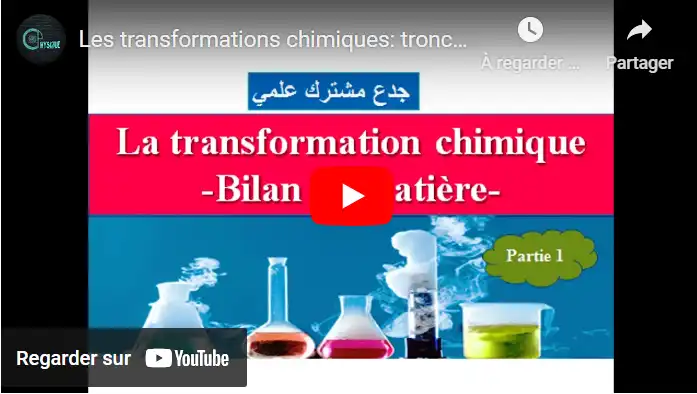 Les transformations chimiques: tronc…
À regarder ...
Partager
جدع مشترك علمي
La transformation chimique
-Bilan atière-
Partie 1
Regarder sur YouTube